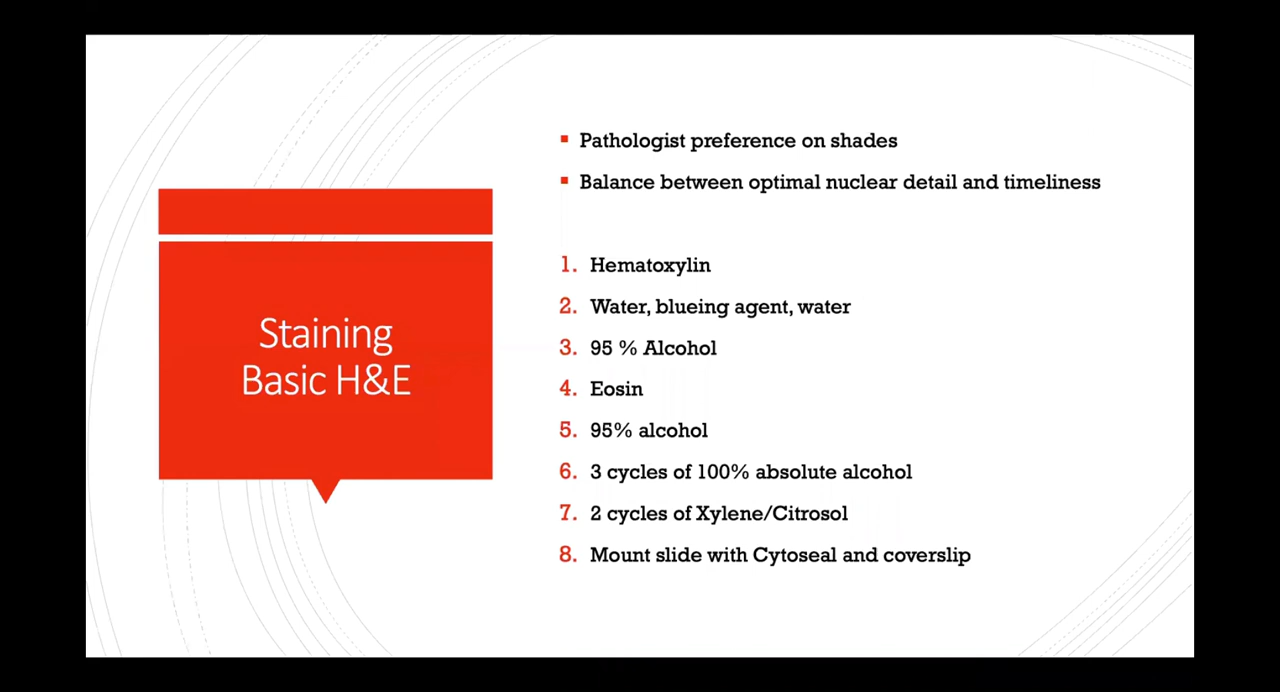 Staining
Basic H&E
Pathologist preference on shades
Balance between optimal nuclear detail and timeliness
1. Hematoxylin
2. Water, blueing agent, water
3. 95 % Alcohol
4. Eosin
5. 95% alcohol
6. 3 cycles of 100% absolute alcohol
7. 2 cycles of Xylene/Citrosol
8. Mount slide with Cytoseal and coverslip